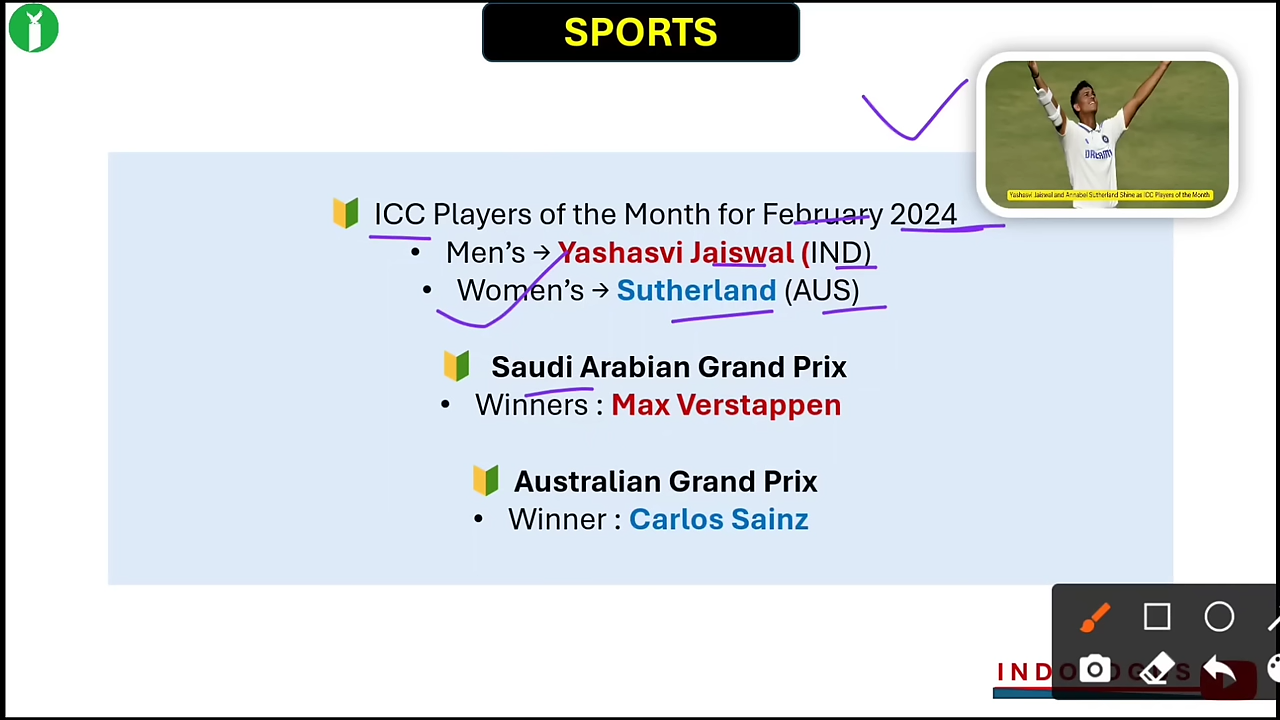 SPORTS
DREAM11
Yashasvi Jaiswal and Annabel Sutherland Shine as ICC Players of the Month.
ICC Players of the Month for February 2024
• Men’s → Yashasvi Jaiswal (IND)
• Women’s → Sutherland (AUS)
Saudi Arabian Grand Prix
• Winners : Max Verstappen
Australian Grand Prix
• Winner : Carlos Sainz